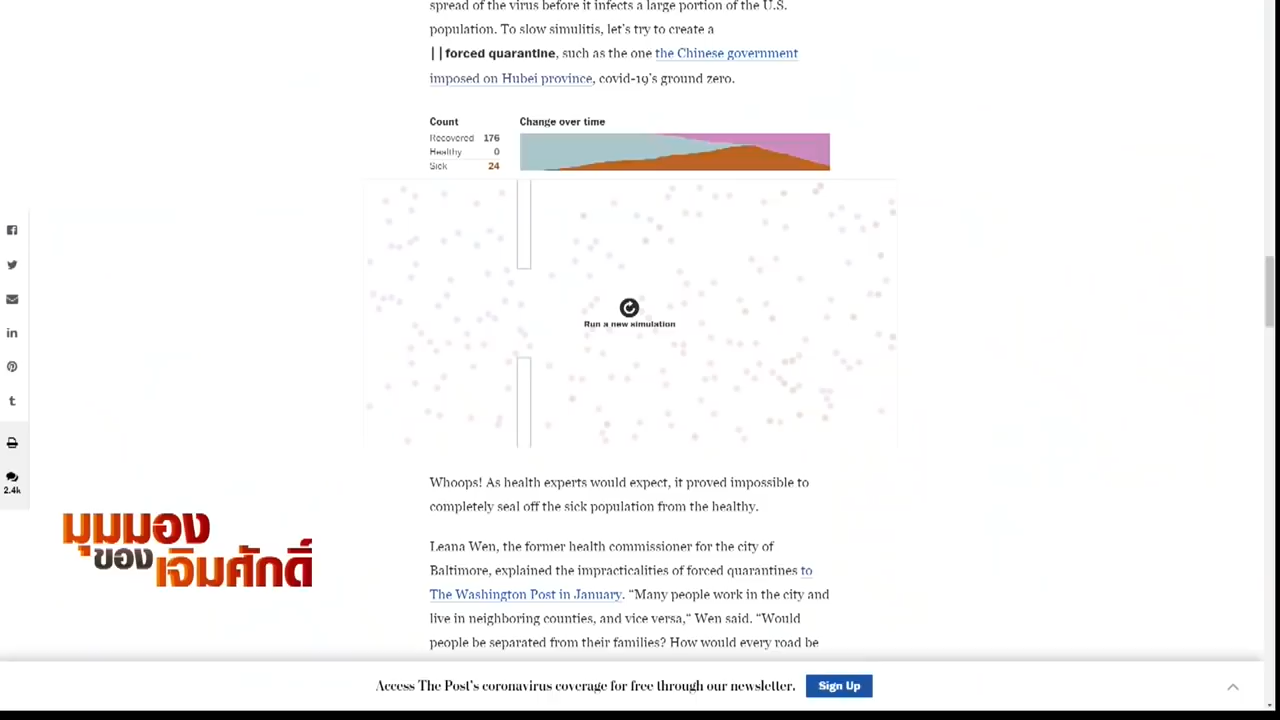 spread of the virus before it infects a large portion of the U.S.
population. To slow simulitis, let's try to create a
forced quarantine, such as the one the Chinese government
imposed on Hubei province, covid-19's ground zero.
Count
Change over time
Recovered 176
Healthy 0
Sick 24
Run a new simulation
2.4k
Whoops! As health experts would expect, it proved impossible to
completely seal off the sick population from the healthy.
มุมมอง
ของ
เจิมศักดิ์
Leana Wen, the former health commissioner for the city of
Baltimore, explained the impracticalities of forced quarantines to
The Washington Post in January. “Many people work in the city and
live in neighboring counties, and vice versa,“ Wen said. “Would
people be separated from their families? How would every road be
Access The Post's coronavirus coverage for free through our newsletter.
Sign Up